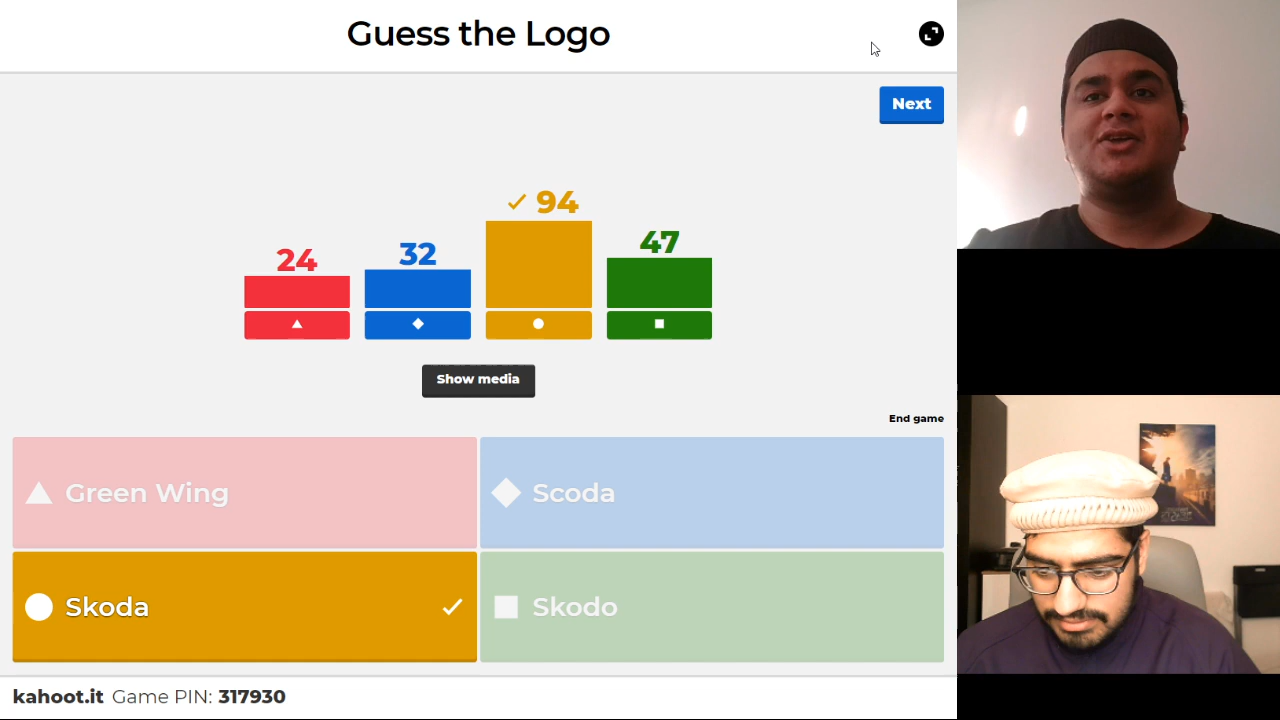 Guess the Logo
Next
94
47
32
24
Show media
End game
Green Wing
Scoda
Skoda
Skodo
kahoot.it Game PIN: 317930